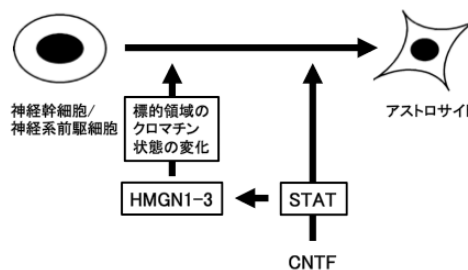 神経幹細胞/
神経系前駆細胞
標的領域の
クロマチン
状態の変化
アストロサイト
HMGN1-3
STAT
CNTF